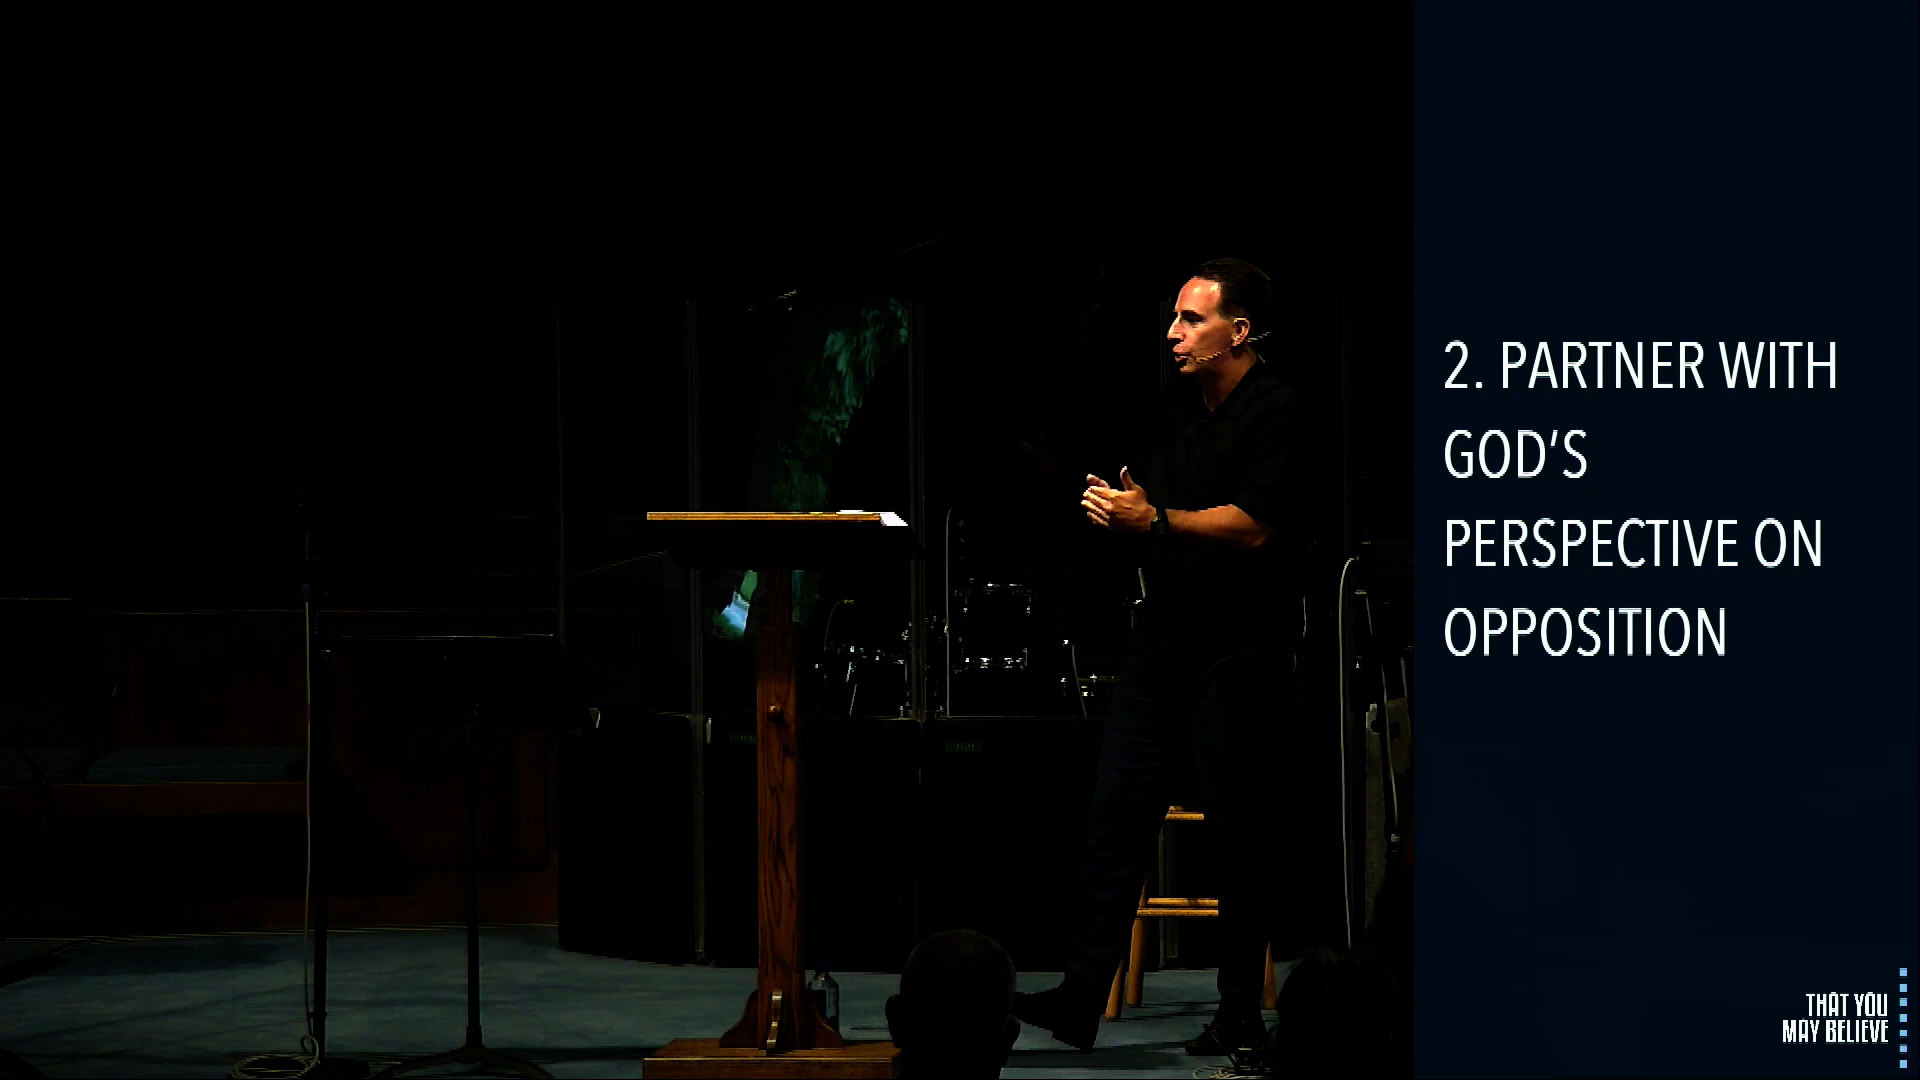 2. PARTNER WITH
GOD'S
PERSPECTIVE ON
OPPOSITION
THAT YOU
MAY BELIEVE